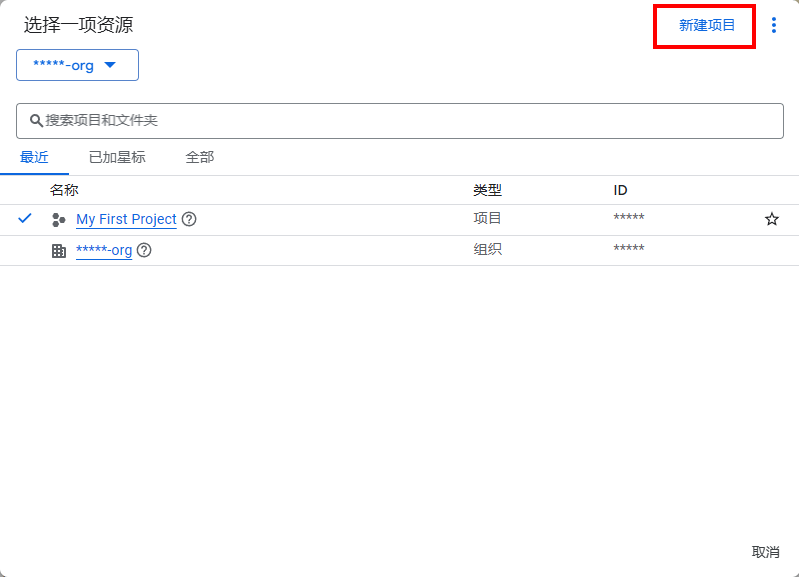 选择一项资源
新建项目
*****-org
搜索项目和文件夹
最近 已加星标 全部
名称 类型 ID
My First Project 项目 *****
*****-org 组织 *****
取消